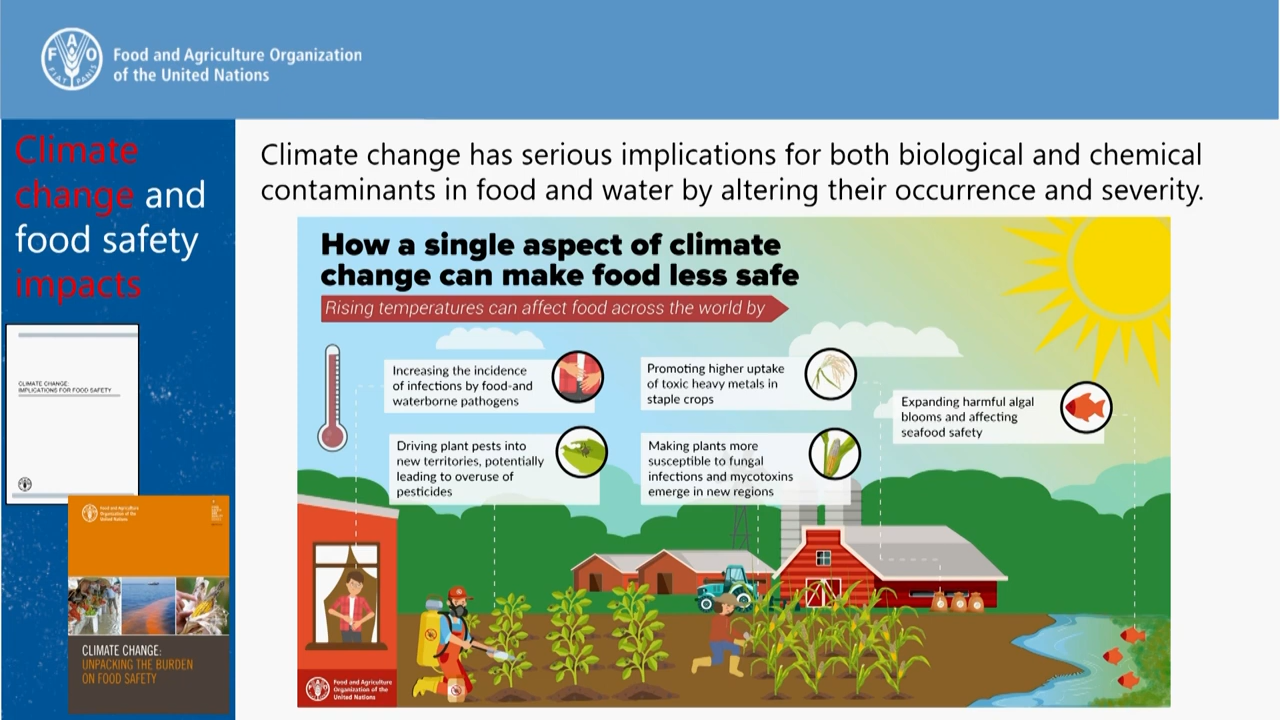 FAO
FIAT PANIS
Food and Agriculture Organization
of the United Nations
Climate
change and
food safety
impacts
CLIMATE CHANGE:
IMPLICATIONS FOR FOOD SAFETY
Food and Agriculture
Organization of the
United Nations
CLIMATE CHANGE:
UNPACKING THE BURDEN
ON FOOD SAFETY
Climate change has serious implications for both biological and chemical
contaminants in food and water by altering their occurrence and severity.
How a single aspect of climate
change can make food less safe
Rising temperatures can affect food across the world by
Increasing the incidence
of infections by food-and
waterborne pathogens
Promoting higher uptake
of toxic heavy metals in
staple crops
Expanding harmful algal
blooms and affecting
seafood safety
Driving plant pests into
new territories, potentially
leading to overuse of
pesticides
Making plants more
susceptible to fungal
infections and mycotoxins
emerge in new regions
Food and Agriculture
Organization of the
United Nations